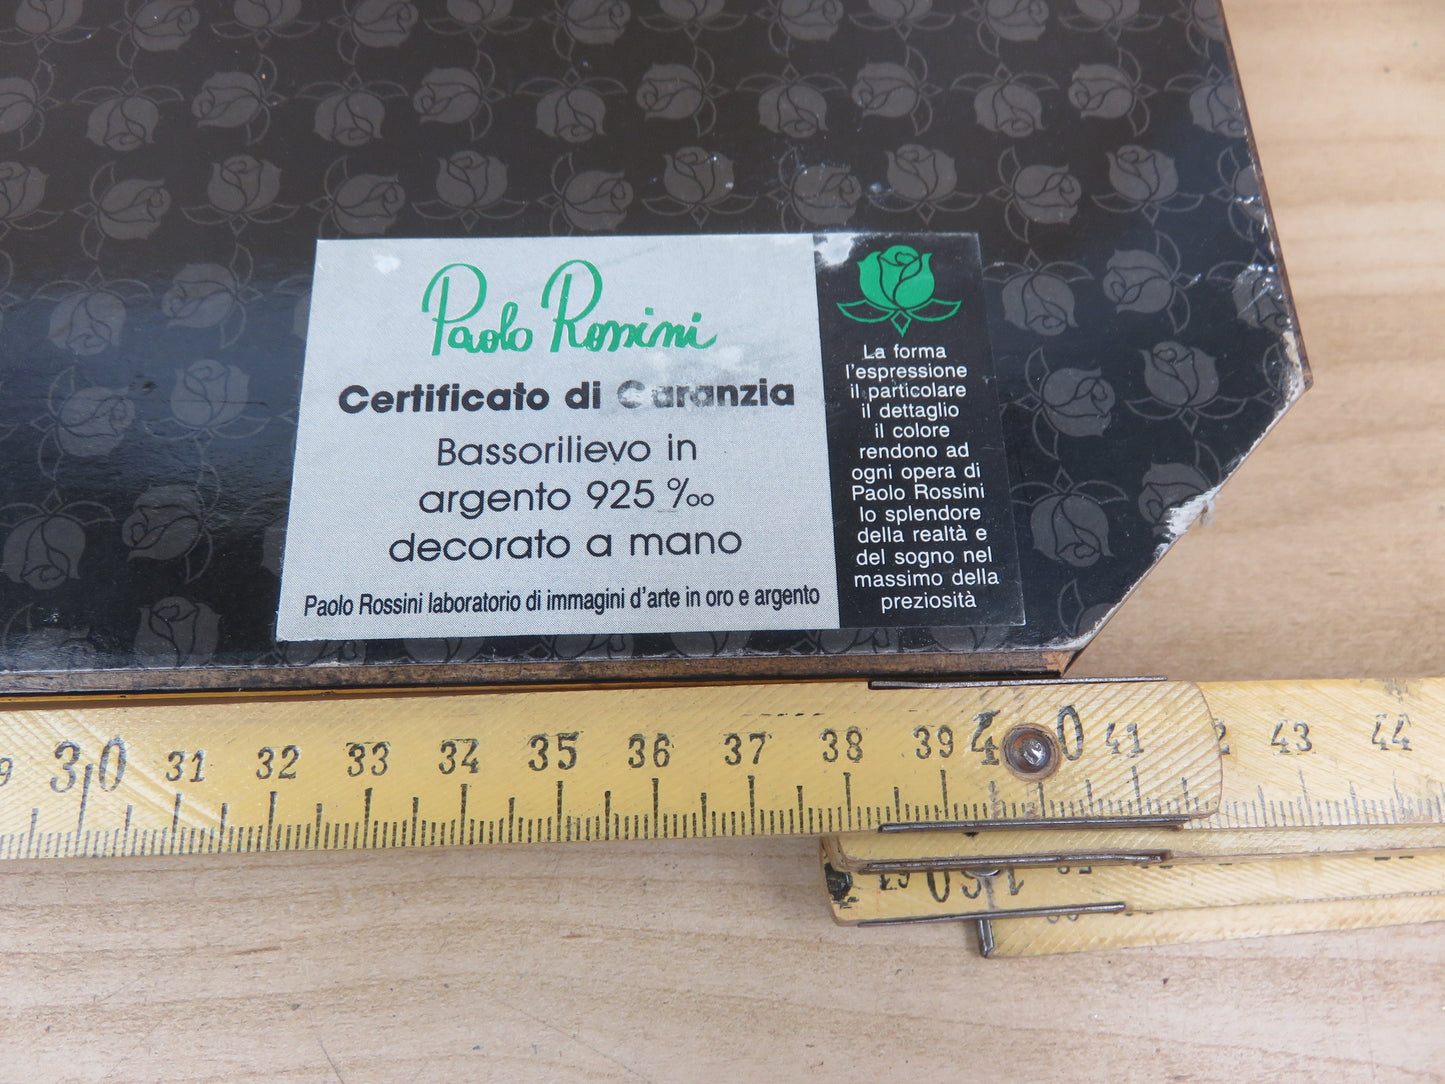 Paolo Rossini
Certificato di Garanzia
Bassorilievo in
argento 925 ‰
decorato a mano
Paolo Rossini laboratorio di immagini d'arte in oro e argento
La forma
l'espressione
il particolare
il dettaglio
il colore
rendono ad
ogni opera di
Paolo Rossini
lo splendore
della realtà e
del sogno nel
massimo della
preziosità
9 30 31 32 33 34 35 36 37 38 39 40 41 2 43 44